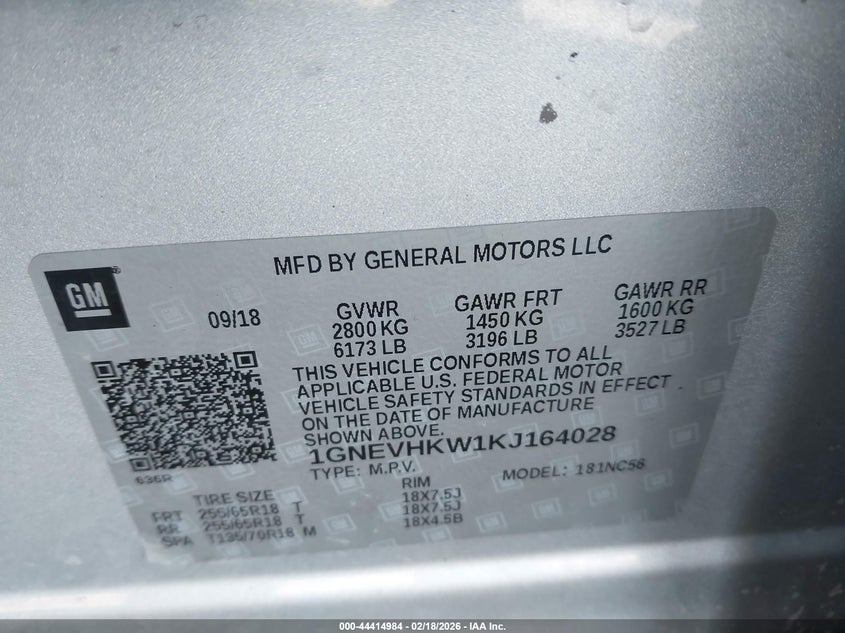 MFD BY GENERAL MOTORS LLC
GM
09/18
GVWR
2800 KG
6173 LB
GAWR FRT
1450 KG
3196 LB
GAWR RR
1600 KG
3527 LB
THIS VEHICLE CONFORMS TO ALL
APPLICABLE U.S. FEDERAL MOTOR
VEHICLE SAFETY STANDARDS IN EFFECT
ON THE DATE OF MANUFACTURE
SHOWN ABOVE.
1GNEVHKW1KJ164028
TYPE: M.P.V. MODEL: 181NC56
636R
TIRE SIZE RIM
FRT 255/65R18 T 18X7.5J
RR 255/65R18 T 18X7.5J
SPA T135/70R18 M 18X4.5B
000-44414984 - 02/18/2026 - IAA Inc.